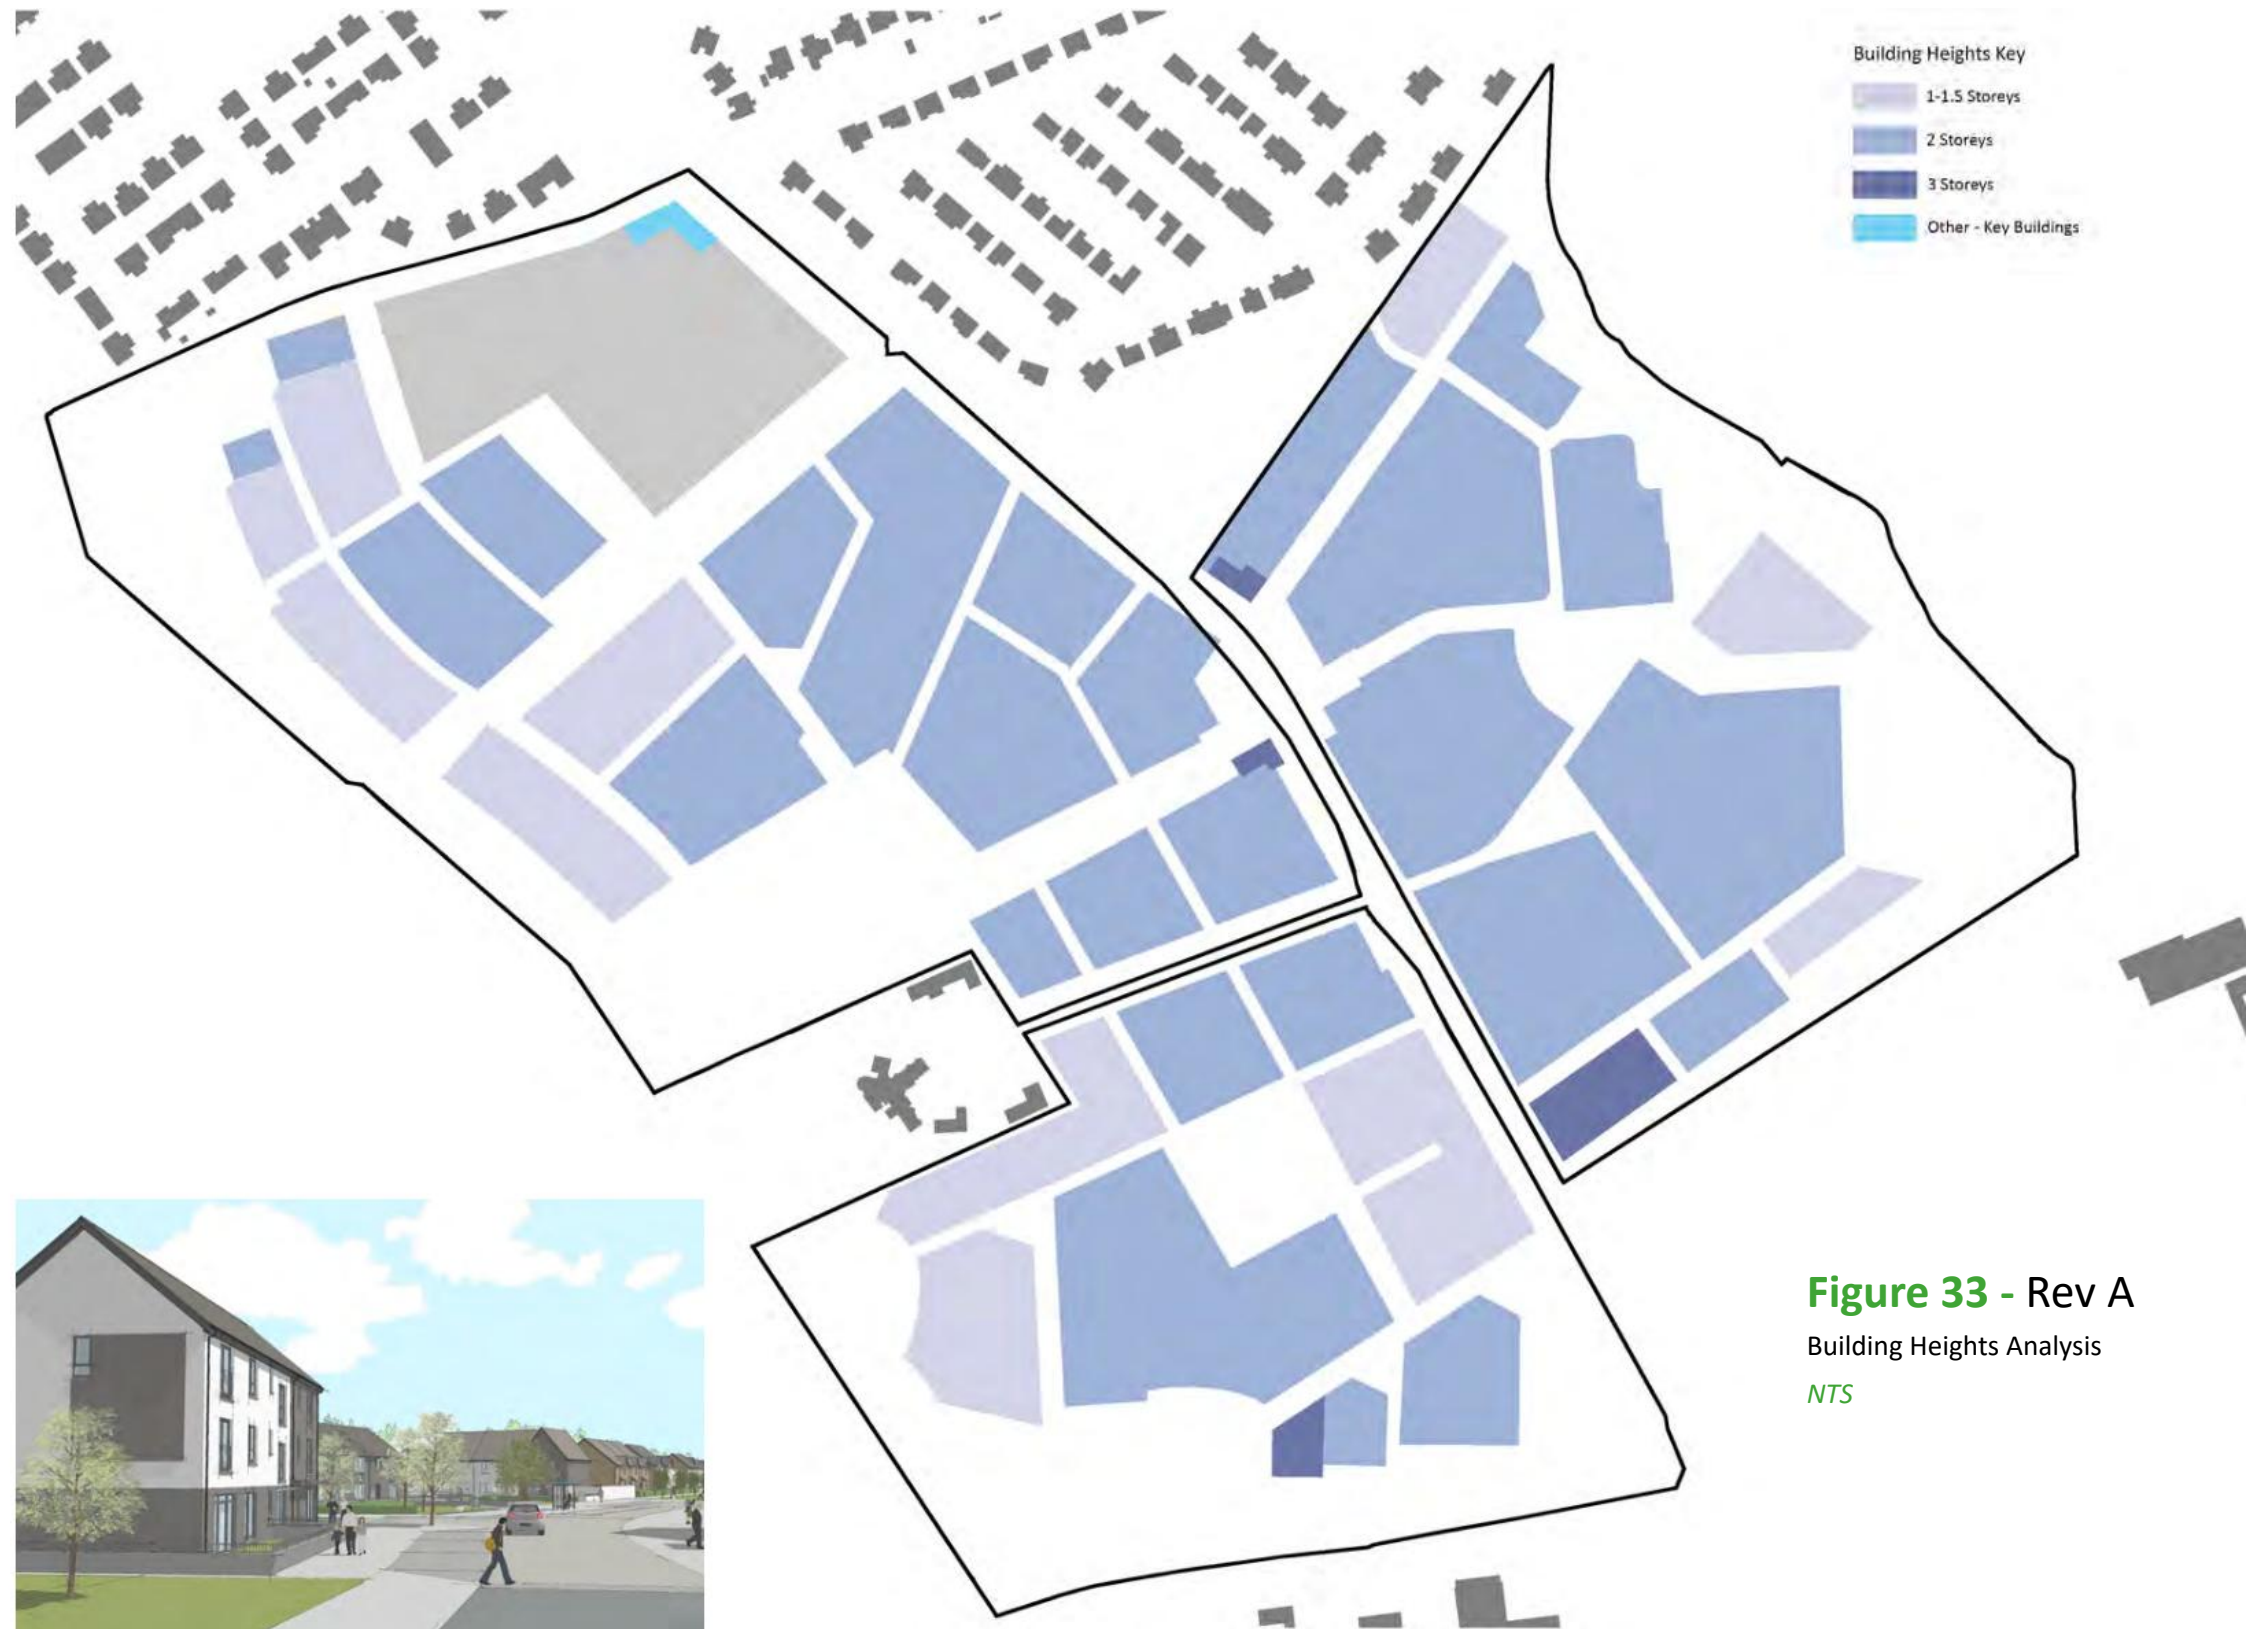 Building Heights Key
1-1.5 Storeys
2 Storeys
3 Storeys
Other - Key Buildings
Figure 33 - Rev A
Building Heights Analysis
NTS